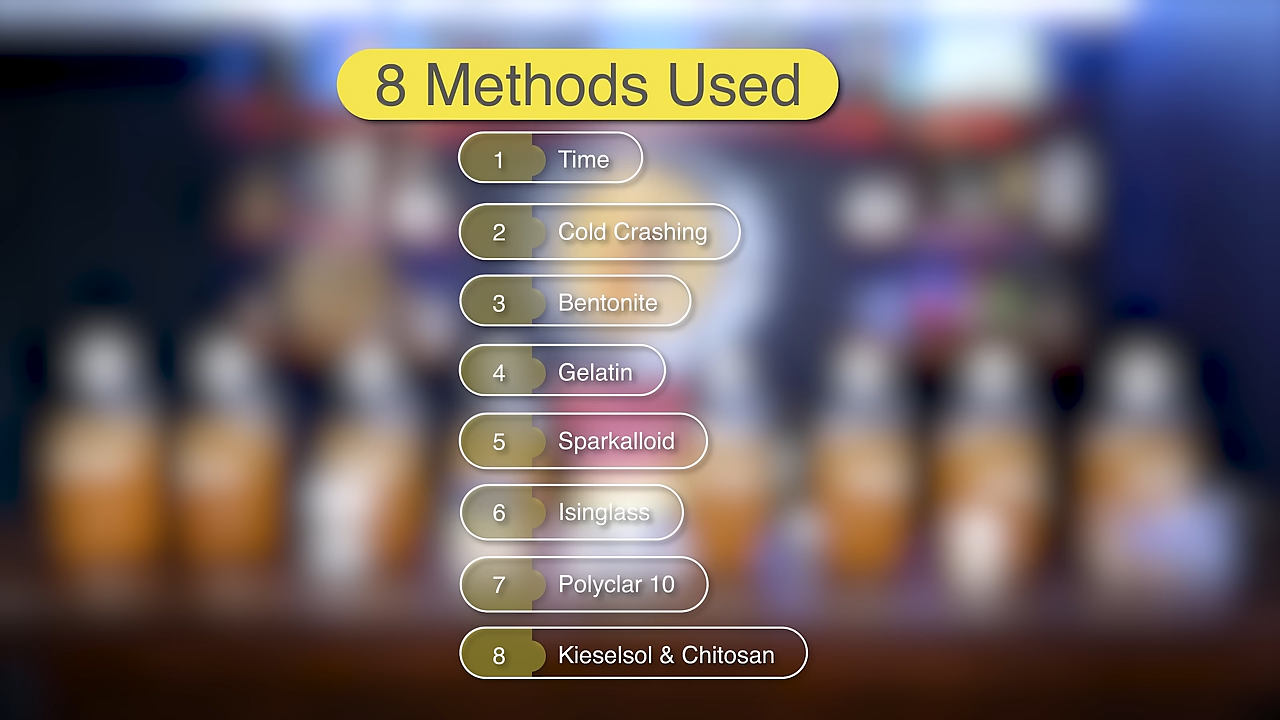 8 Methods Used
1 Time
2 Cold Crashing
3 Bentonite
4 Gelatin
5 Sparkalloid
6 Isinglass
7 Polyclar 10
8 Kieselsol & Chitosan